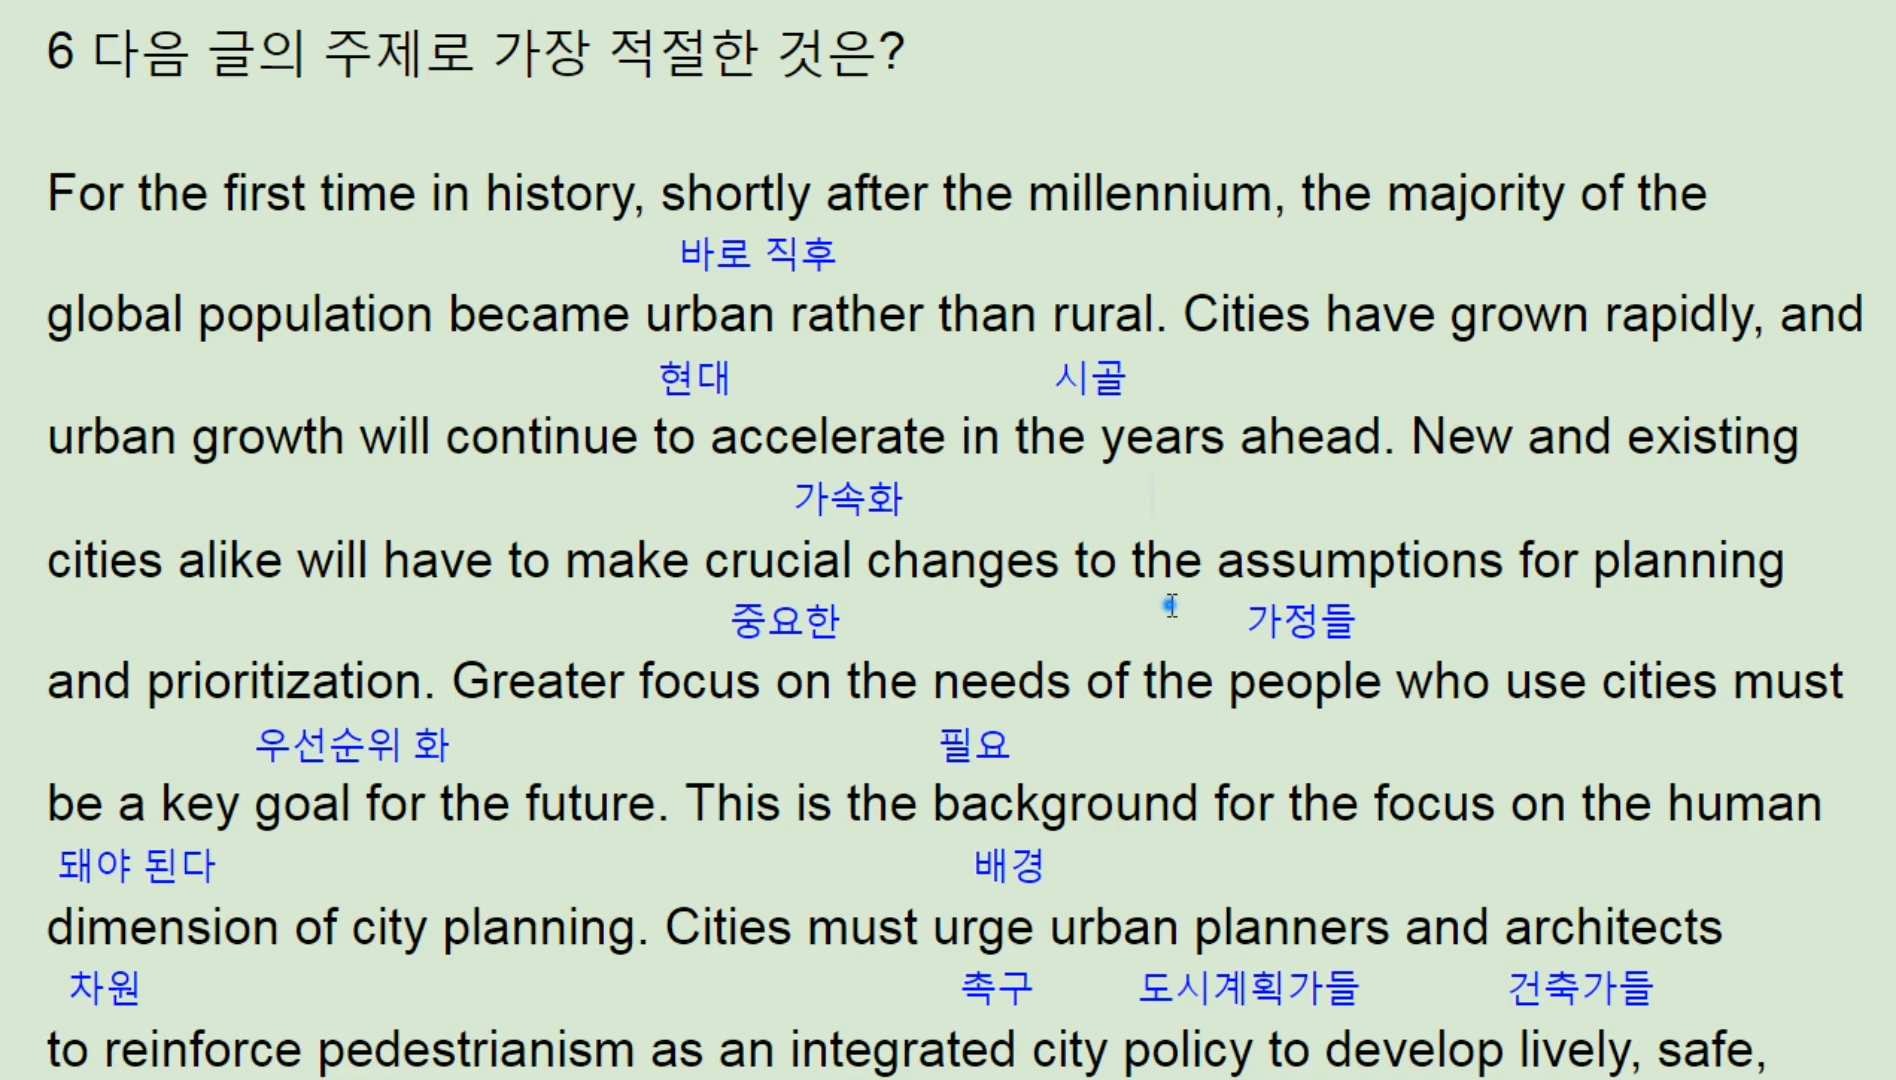 6 다음 글의 주제로 가장 적절한 것은?
For the first time in history, shortly after the millennium, the majority of the
바로 직후
global population became urban rather than rural. Cities have grown rapidly, and
현대 시골
urban growth will continue to accelerate in the years ahead. New and existing
가속화
cities alike will have to make crucial changes to the assumptions for planning
중요한 가정들
and prioritization. Greater focus on the needs of the people who use cities must
우선순위 화 필요
be a key goal for the future. This is the background for the focus on the human
돼야 된다 배경
dimension of city planning. Cities must urge urban planners and architects
차원 촉구 도시계획가들 건축가들
to reinforce pedestrianism as an integrated city policy to develop lively, safe,